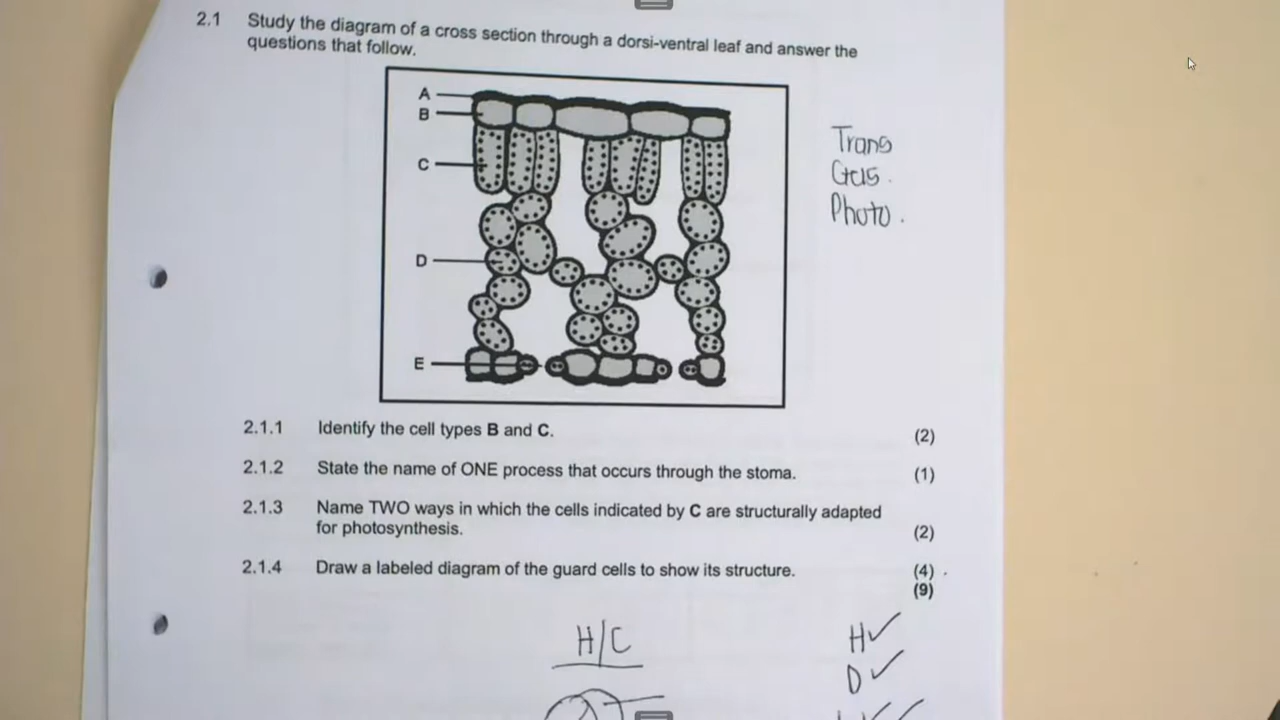 2.1 Study the diagram of a cross section through a dorsi-ventral leaf and answer the
questions that follow.
A
B
C
D
E
Trans
Gas.
Photo.
2.1.1 Identify the cell types B and C. (2)
2.1.2 State the name of ONE process that occurs through the stoma. (1)
2.1.3 Name TWO ways in which the cells indicated by C are structurally adapted
for photosynthesis. (2)
2.1.4 Draw a labeled diagram of the guard cells to show its structure. (4)
(9)
H/C
H✓
D✓